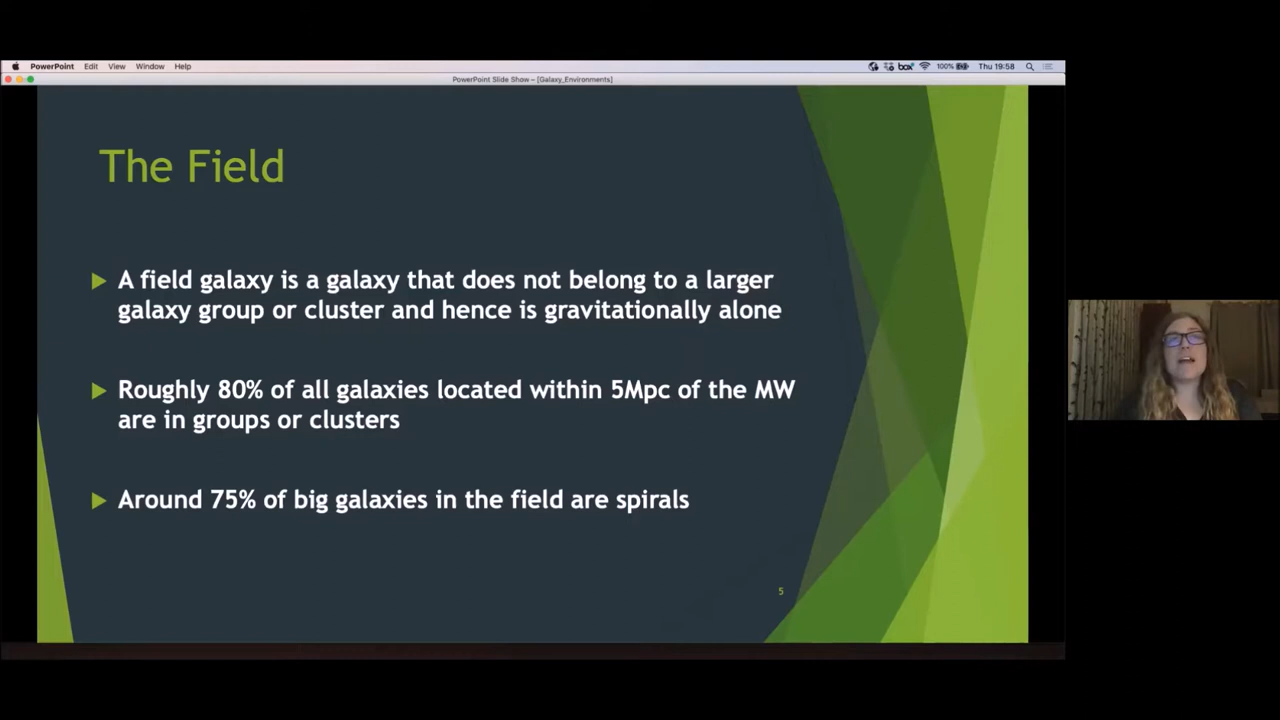 PowerPoint Edit View Window Help
box 100% Thu 19:58
PowerPoint Slide Show – [Galaxy_Environments]
The Field
A field galaxy is a galaxy that does not belong to a larger
galaxy group or cluster and hence is gravitationally alone
Roughly 80% of all galaxies located within 5Mpc of the MW
are in groups or clusters
Around 75% of big galaxies in the field are spirals
5